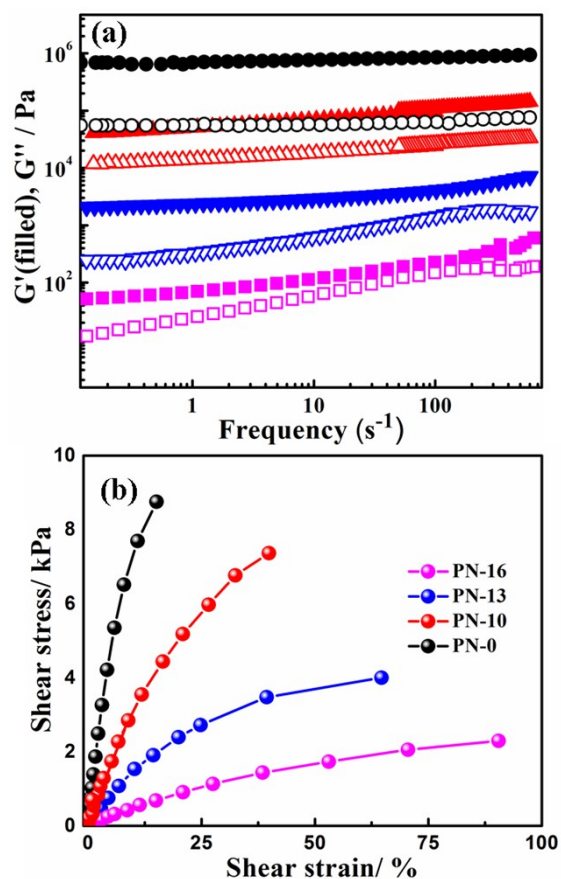 (a)
G'(filled), G'' / Pa
10^6
10^4
10^2
1 10 100
Frequency (s^-1)
(b)
Shear stress/ kPa
10
8
6
4
2
0
PN-16
PN-13
PN-10
PN-0
0 25 50 75 100
Shear strain/ %